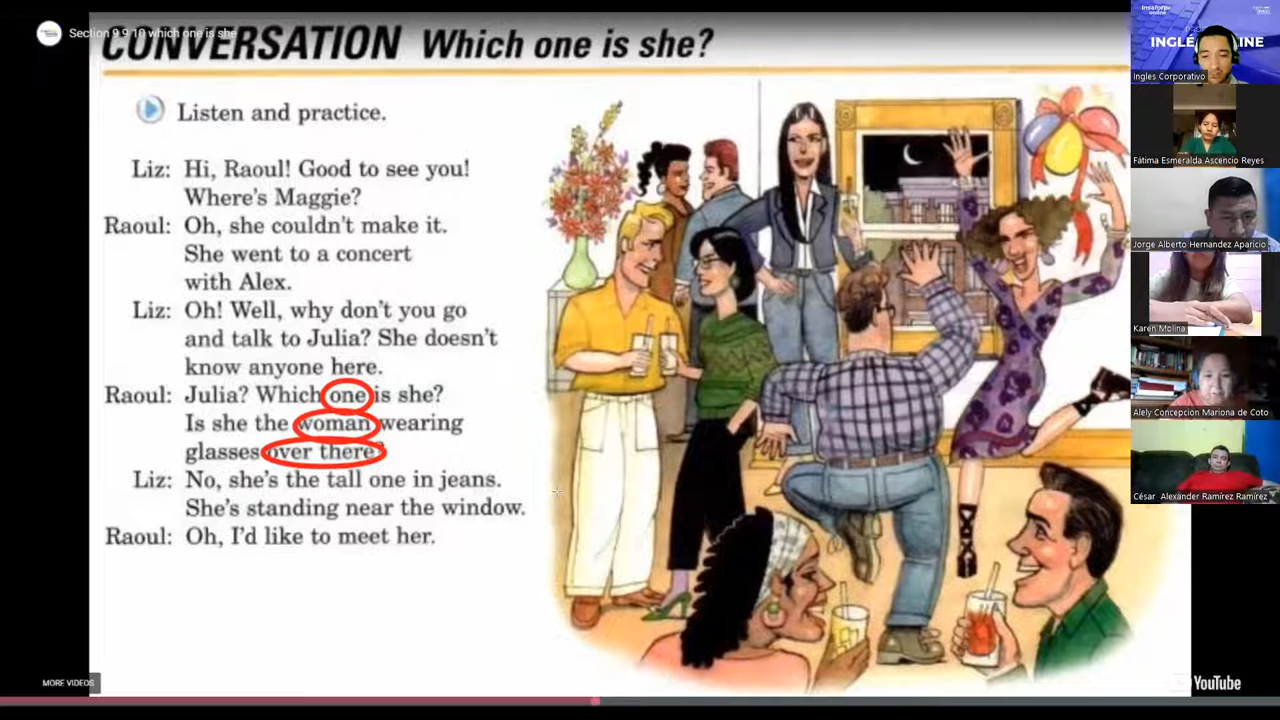 Section 9 9 10 which one is she
CONVERSATION Which one is she?
Listen and practice.
Liz: Hi, Raoul! Good to see you!
Where's Maggie?
Raoul: Oh, she couldn't make it.
She went to a concert
with Alex.
Liz: Oh! Well, why don't you go
and talk to Julia? She doesn't
know anyone here.
Raoul: Julia? Which one is she?
Is she the woman wearing
glasses over there?
Liz: No, she's the tall one in jeans.
She's standing near the window.
Raoul: Oh, I'd like to meet her.
MORE VIDEOS
YouTube
Ingles Corporativo
Fátima Esmeralda Ascencio Reyes
Jorge Alberto Hernandez Aparicio
Karen Molina
Alely Concepcion Mariona de Coto
César Alexander Ramírez Ramírez